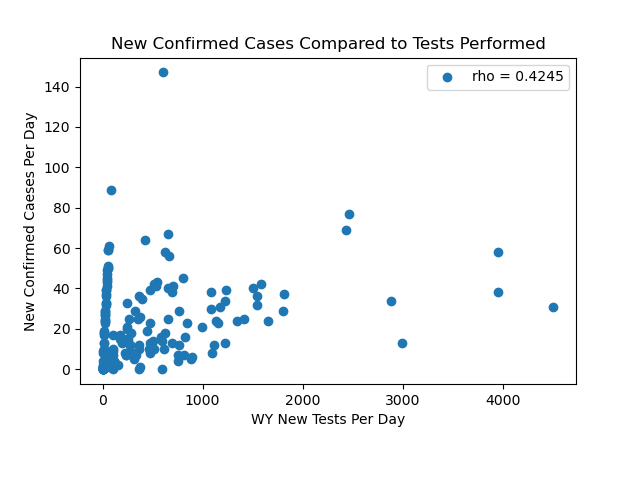 New Confirmed Cases Compared to Tests Performed
rho = 0.4245
New Confirmed Caeses Per Day
140
120
100
80
60
40
20
0
0 1000 2000 3000 4000
WY New Tests Per Day